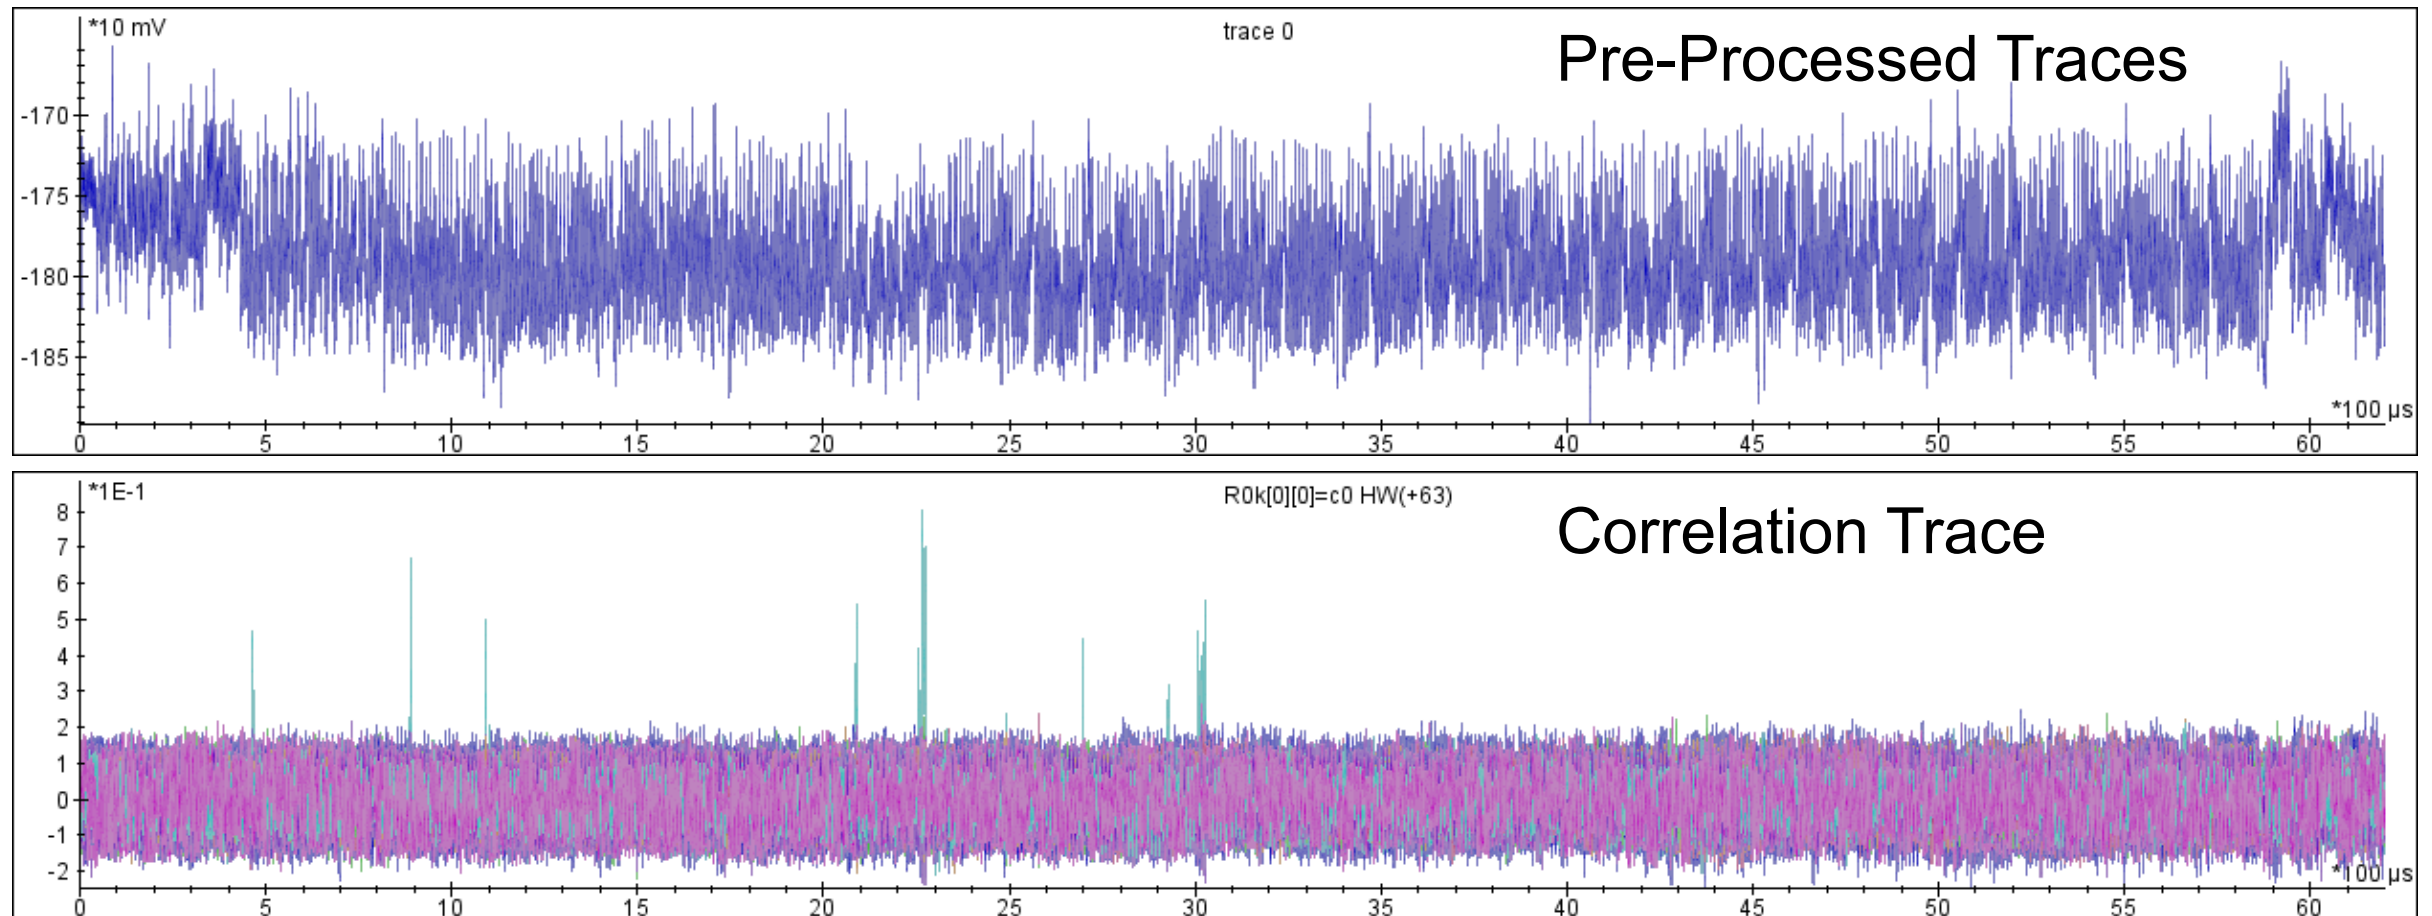 *10 mV
trace 0
Pre-Processed Traces
-170
-175
-180
-185
*100 µs
0 5 10 15 20 25 30 35 40 45 50 55 60
*1E-1
R0k[0][0]=c0 HW(+63)
Correlation Trace
8
7
6
5
4
3
2
1
0
-1
-2
*100 µs
0 5 10 15 20 25 30 35 40 45 50 55 60